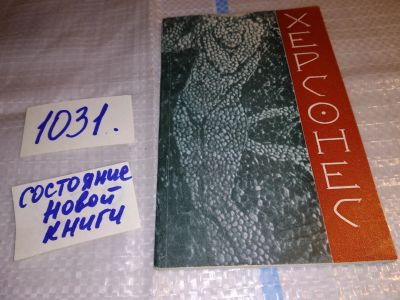 1031.
состояние
новой
книги
ХЕРСОНЕС